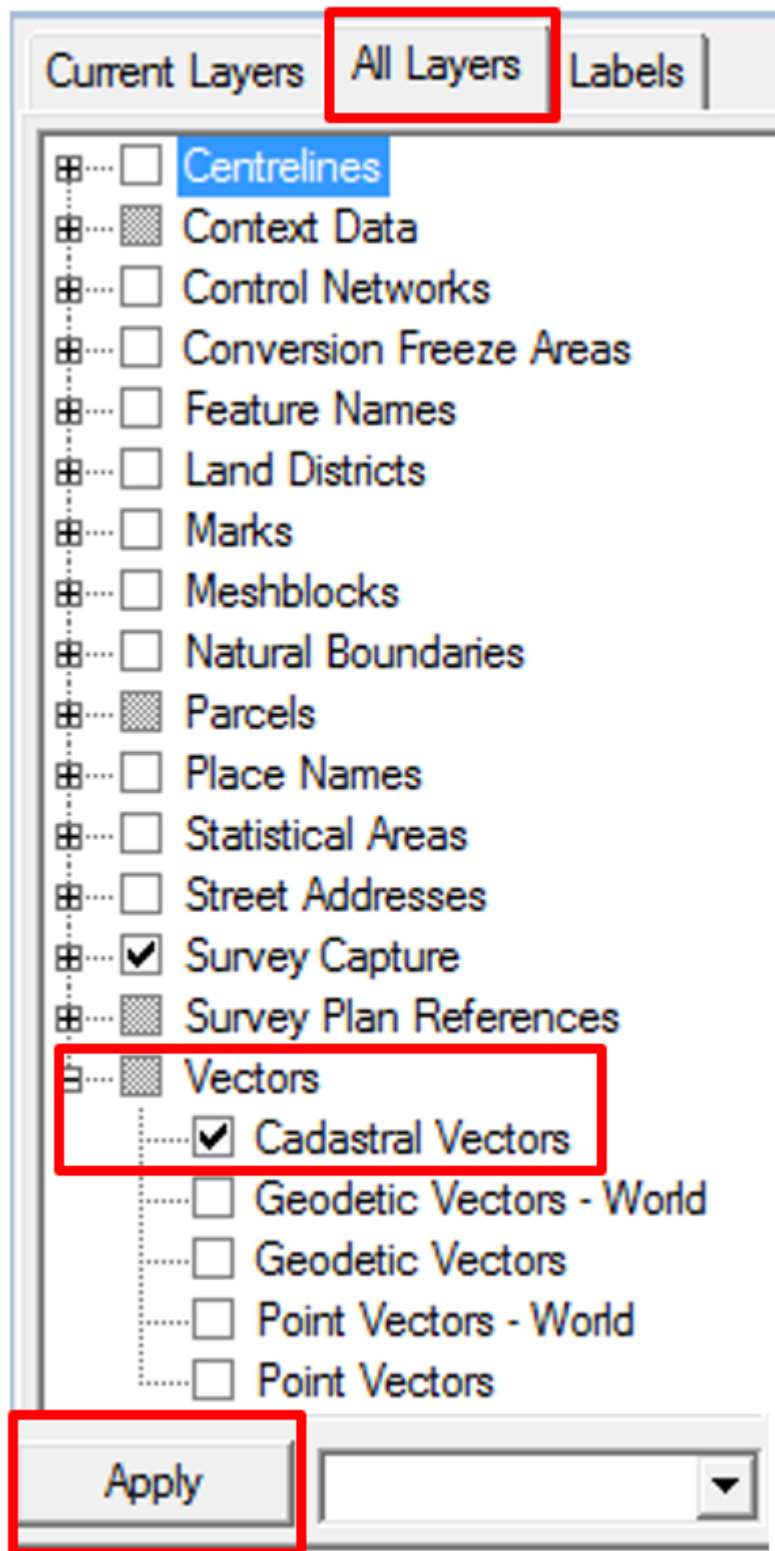 Current Layers All Layers Labels
Centrelines
Context Data
Control Networks
Conversion Freeze Areas
Feature Names
Land Districts
Marks
Meshblocks
Natural Boundaries
Parcels
Place Names
Statistical Areas
Street Addresses
Survey Capture
Survey Plan References
Vectors
Cadastral Vectors
Geodetic Vectors - World
Geodetic Vectors
Point Vectors - World
Point Vectors
Apply